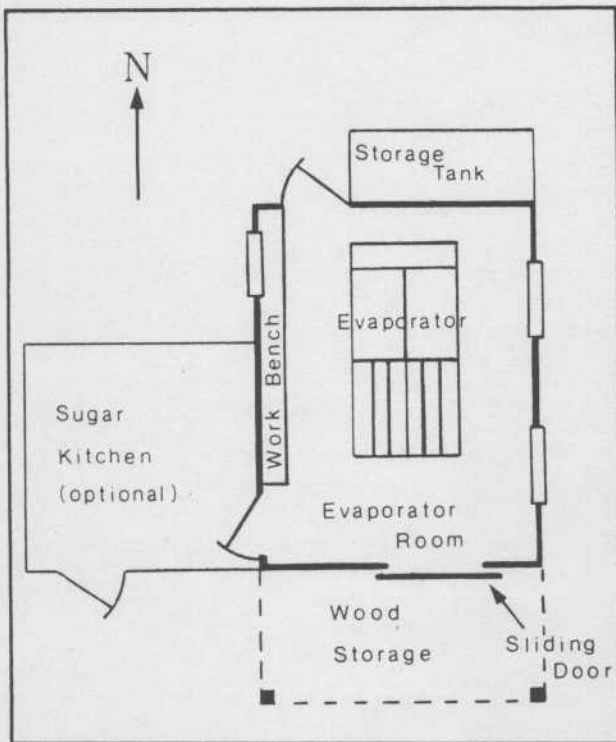 N
Storage
Tank
Evaporator
Work Bench
Sugar
Kitchen
(optional)
Evaporator
Room
Wood
Storage
Sliding
Door